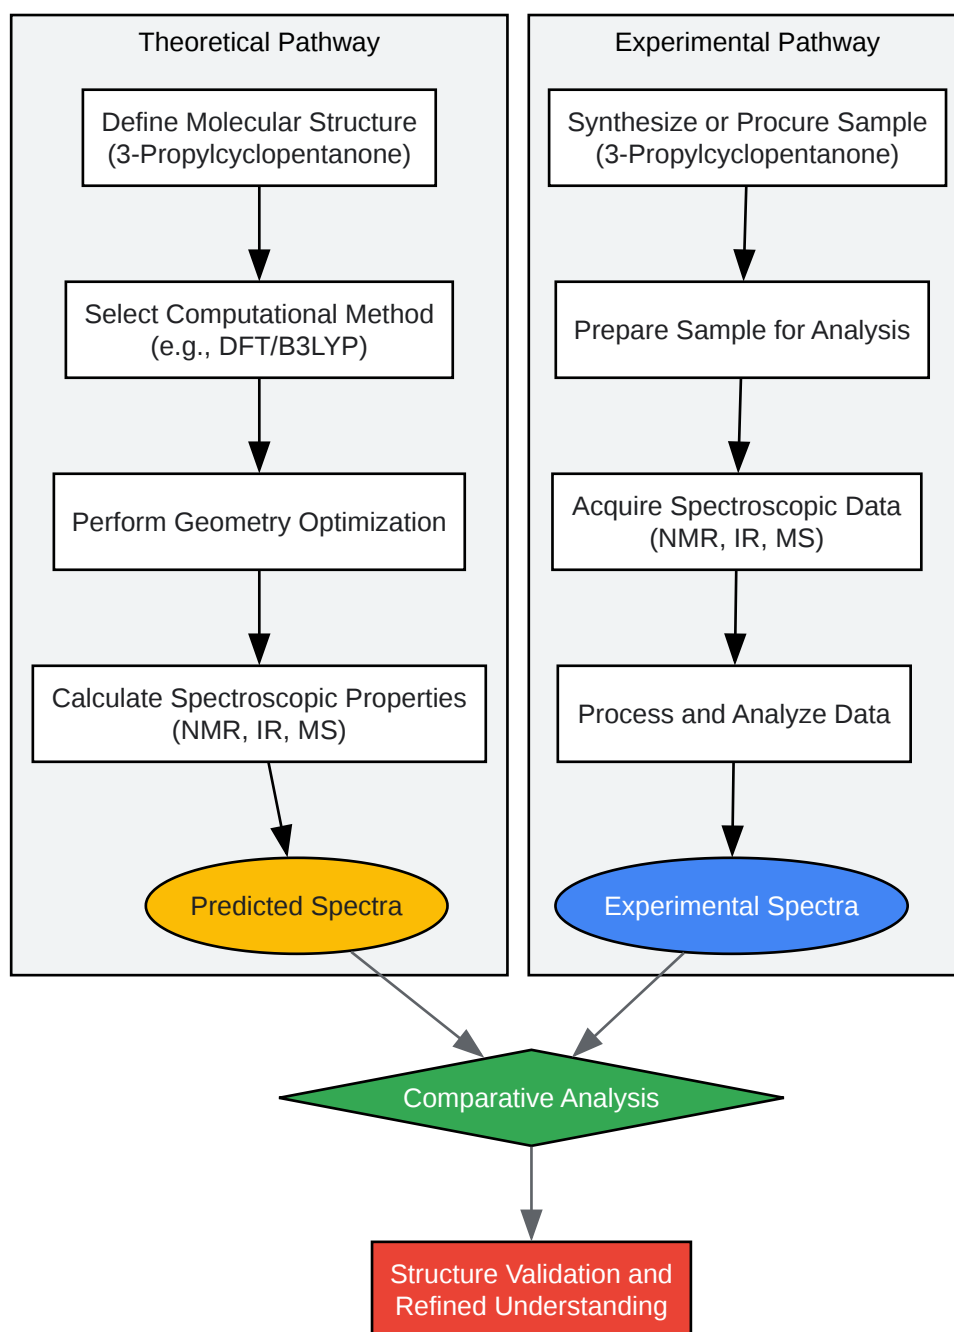 Theoretical Pathway
Define Molecular Structure
(3-Propylcyclopentanone)
Select Computational Method
(e.g., DFT/B3LYP)
Perform Geometry Optimization
Calculate Spectroscopic Properties
(NMR, IR, MS)
Predicted Spectra
Experimental Pathway
Synthesize or Procure Sample
(3-Propylcyclopentanone)
Prepare Sample for Analysis
Acquire Spectroscopic Data
(NMR, IR, MS)
Process and Analyze Data
Experimental Spectra
Comparative Analysis
Structure Validation and
Refined Understanding